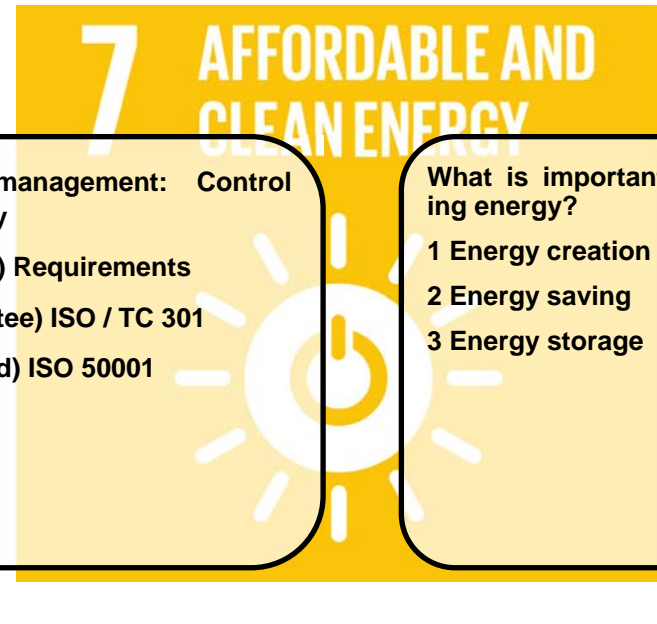 7 AFFORDABLE AND
CLEAN ENERGY
management: Control
) Requirements
tee) ISO / TC 301
d) ISO 50001
What is important
ing energy?
1 Energy creation
2 Energy saving
3 Energy storage